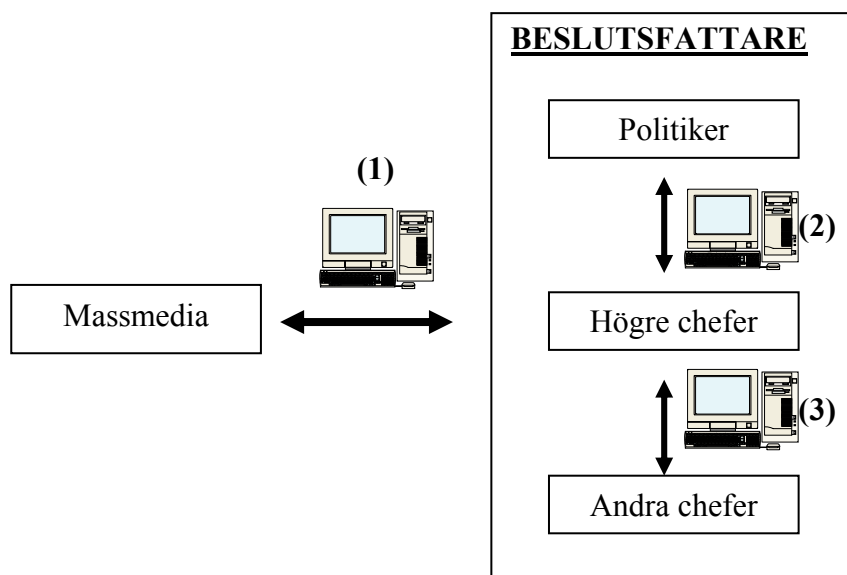 BESLUTSFATTARE
Politiker
(1)
(2)
Massmedia
Högre chefer
(3)
Andra chefer